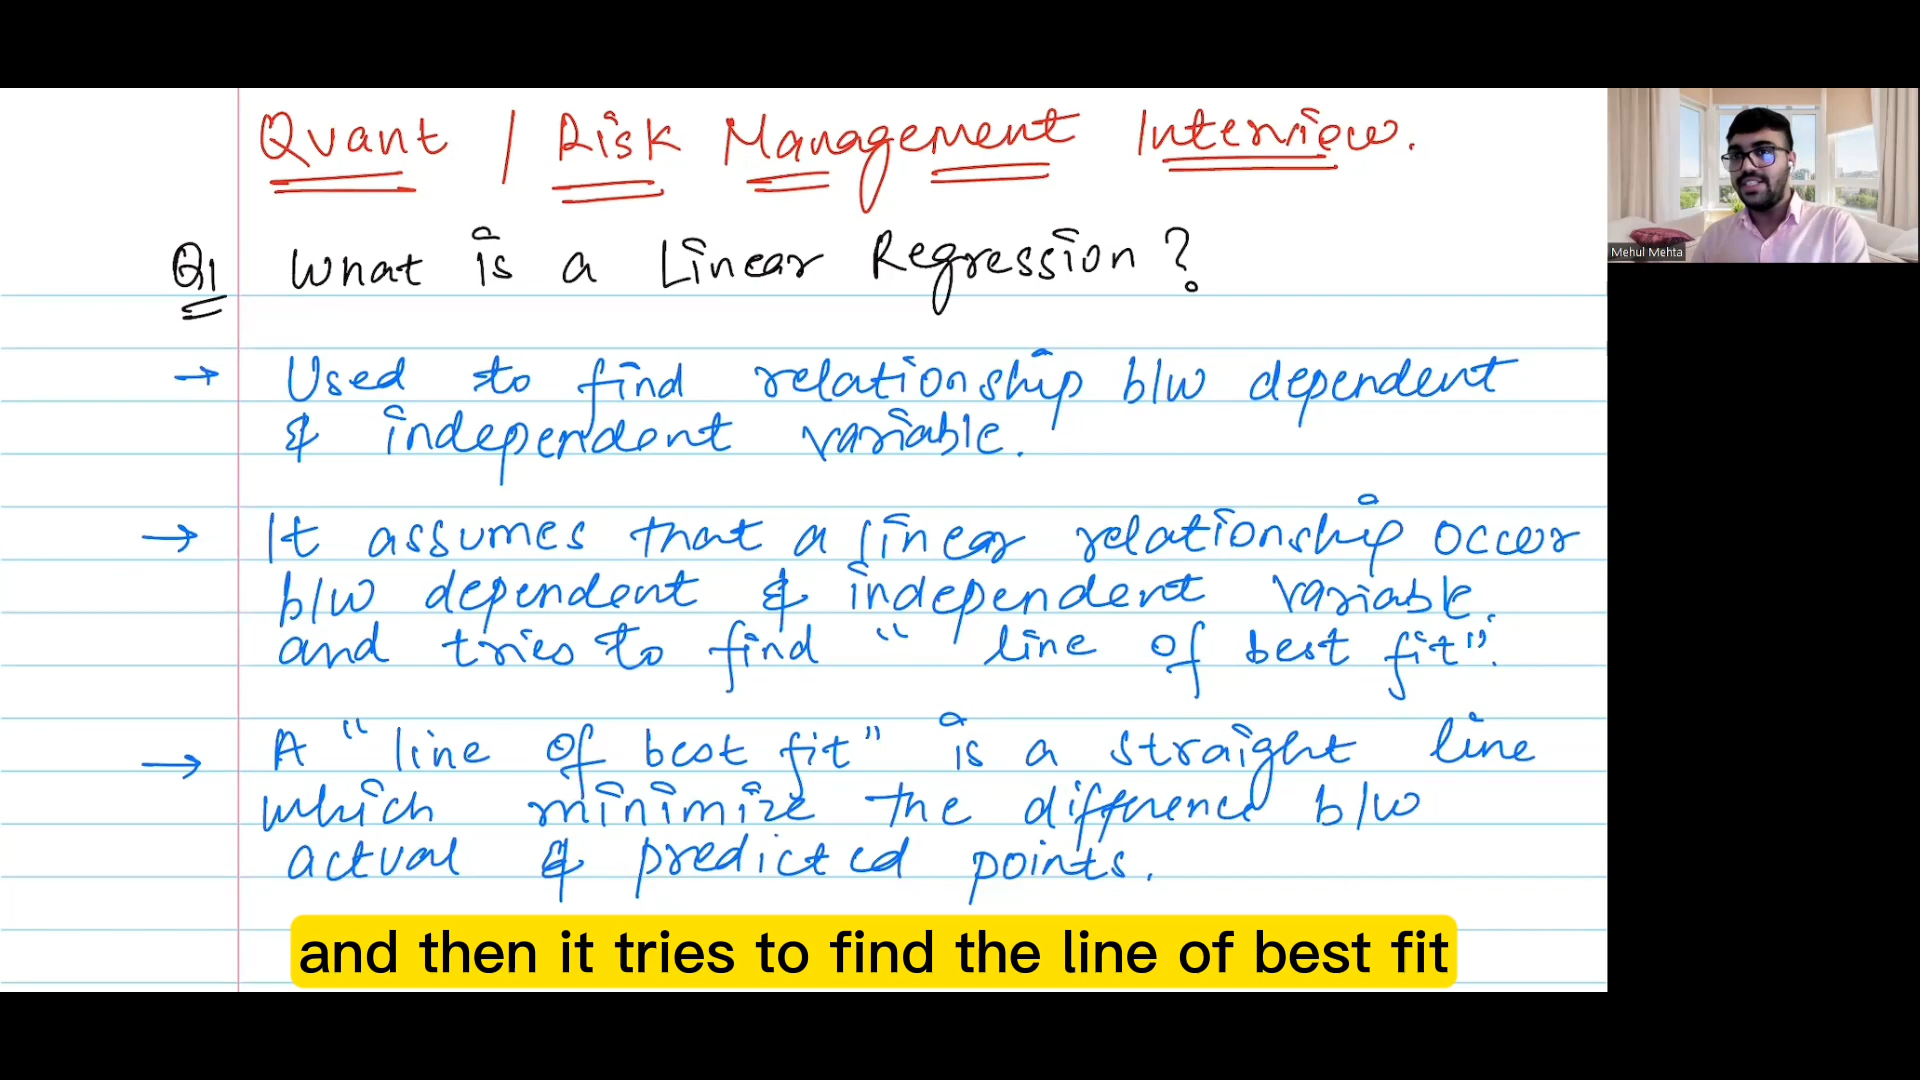 Quant / Risk Management Interview.
Q1 What is a Linear Regression?
Mehul Mehta
→ Used to find relationship b/w dependent
& independent variable.
→ It assumes that a linear relationship occur
b/w dependent & independent variable.
and tries to find "line of best fit".
→ A "line of best fit" is a straight line
which minimize the difference b/w
actual & predicted points.
and then it tries to find the line of best fit